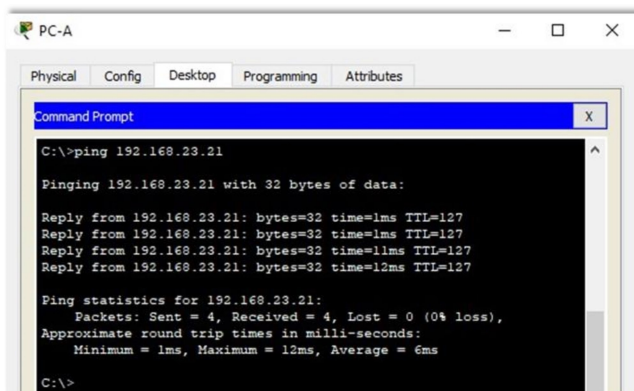 PC-A
Physical Config Desktop Programming Attributes
Command Prompt X
C:\>ping 192.168.23.21
Pinging 192.168.23.21 with 32 bytes of data:
Reply from 192.168.23.21: bytes=32 time=1ms TTL=127
Reply from 192.168.23.21: bytes=32 time=1ms TTL=127
Reply from 192.168.23.21: bytes=32 time=11ms TTL=127
Reply from 192.168.23.21: bytes=32 time=12ms TTL=127
Ping statistics for 192.168.23.21:
Packets: Sent = 4, Received = 4, Lost = 0 (0% loss),
Approximate round trip times in milli-seconds:
Minimum = 1ms, Maximum = 12ms, Average = 6ms
C:\>